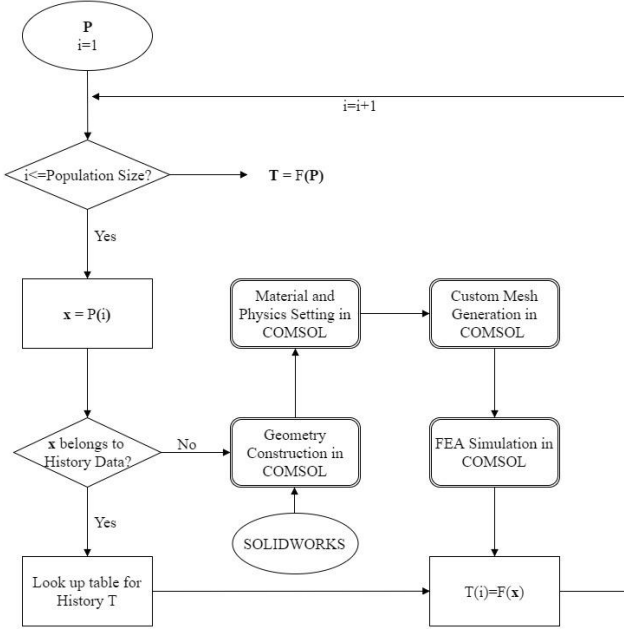 P
i=1
i=i+1
i<=Population Size?
T = F(P)
Yes
x = P(i)
Material and
Physics Setting in
COMSOL
Custom Mesh
Generation in
COMSOL
x belongs to
History Data?
No
Geometry
Construction in
COMSOL
FEA Simulation in
COMSOL
Yes
SOLIDWORKS
Look up table for
History T
T(i)=F(x)